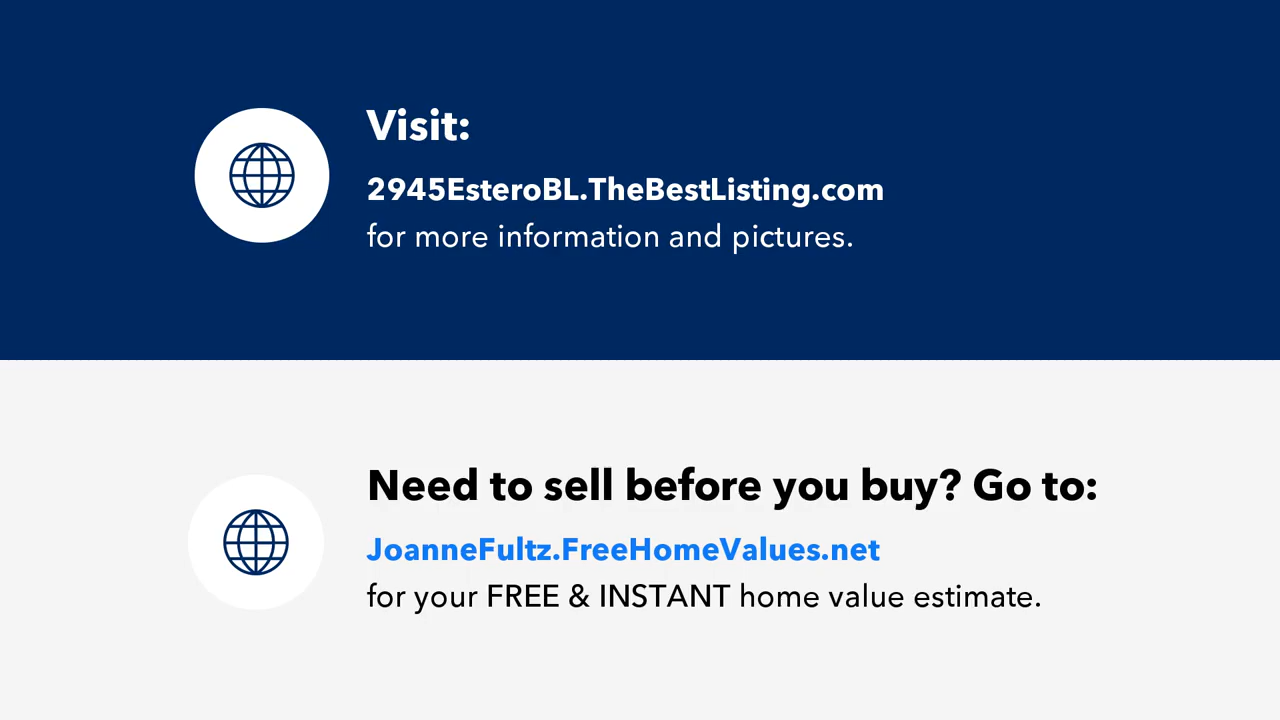 Visit:
2945EsteroBL.TheBestListing.com
for more information and pictures.
Need to sell before you buy? Go to:
JoanneFultz.FreeHomeValues.net
for your FREE & INSTANT home value estimate.